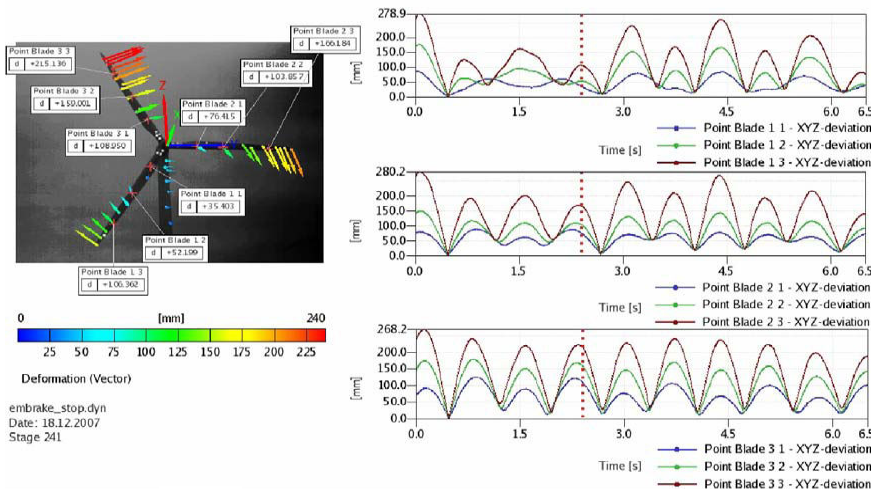 Point Blade 3 3
d +215.136
Point Blade 3 2
d +159.001
Point Blade 3 1
d +108.950
Point Blade 2 3
d +166.184
Point Blade 2 2
d +103.857
Point Blade 2 1
d +76.415
Z
Point Blade 1 1
d +35.403
Point Blade 1 2
d +52.199
Point Blade 1 3
d +106.362
0 [mm] 240
25 50 75 100 125 150 175 200 225
Deformation (Vector)
embrake_stop.dyn
Date: 18.12.2007
Stage 241
278.9
200.0
150.0
100.0
50.0
0.0
[mm]
0.0 1.5 3.0 4.5 6.0 6.5
Time [s]
Point Blade 1 1 - XYZ-deviation
Point Blade 1 2 - XYZ-deviation
Point Blade 1 3 - XYZ-deviation
280.2
200.0
150.0
100.0
50.0
0.0
[mm]
0.0 1.5 3.0 4.5 6.0 6.5
Time [s]
Point Blade 2 1 - XYZ-deviation
Point Blade 2 2 - XYZ-deviation
Point Blade 2 3 - XYZ-deviation
268.2
200.0
150.0
100.0
50.0
0.0
[mm]
0.0 1.5 3.0 4.5 6.0 6.5
Time [s]
Point Blade 3 1 - XYZ-deviation
Point Blade 3 2 - XYZ-deviation
Point Blade 3 3 - XYZ-deviation